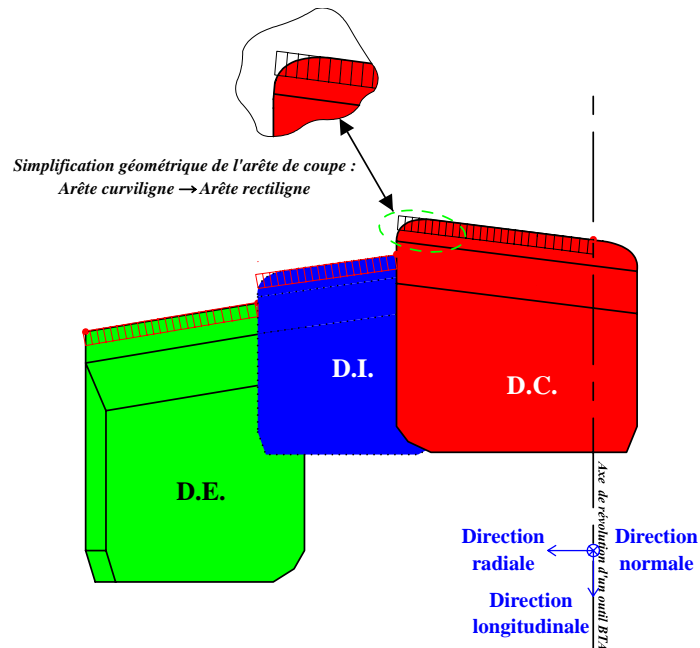 Simplification géométrique de l'arête de coupe :
Arête curviligne → Arête rectiligne
D.I.
D.C.
D.E.
Direction
radiale
Direction
normale
Direction
longitudinale
Axe de révolution d'un outil BTA